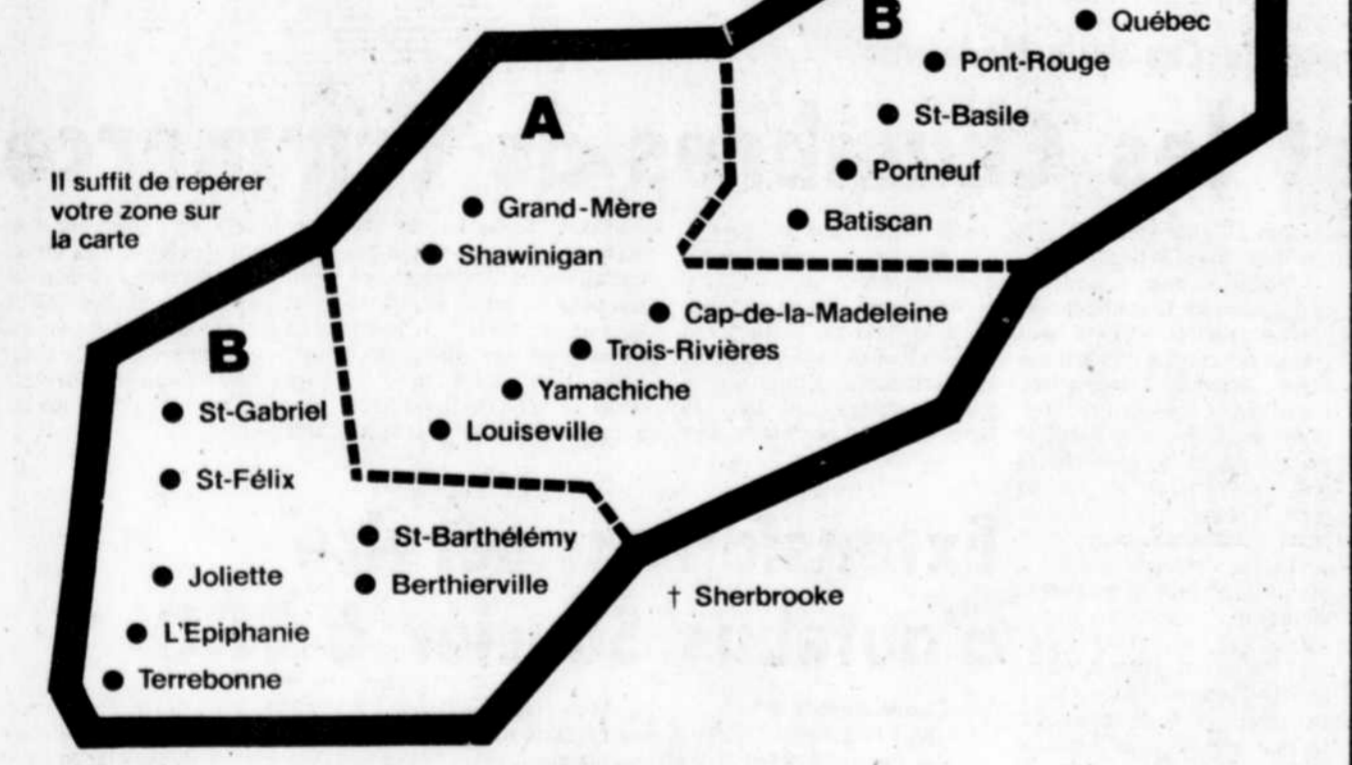 B
Québec
Pont-Rouge
A
St-Basile
Portneuf
Il suffit de repérer
votre zone sur
la carte
Grand-Mère
Batiscan
Shawinigan
Cap-de-la-Madeleine
B
Trois-Rivières
Yamachiche
St-Gabriel
Louiseville
St-Félix
St-Barthélémy
Joliette
Berthierville
† Sherbrooke
L'Epiphanie
Terrebonne